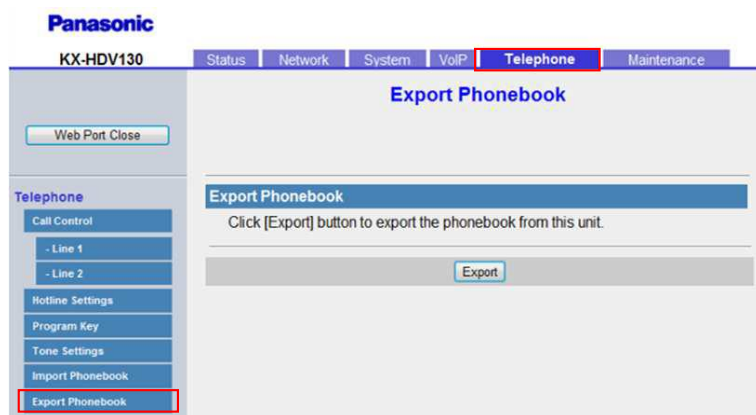 Panasonic
KX-HDV130
Status Network System VoIP Telephone Maintenance
Export Phonebook
Web Port Close
Telephone
Call Control
- Line 1
- Line 2
Hotline Settings
Program Key
Tone Settings
Import Phonebook
Export Phonebook
Export Phonebook
Click [Export] button to export the phonebook from this unit.
Export